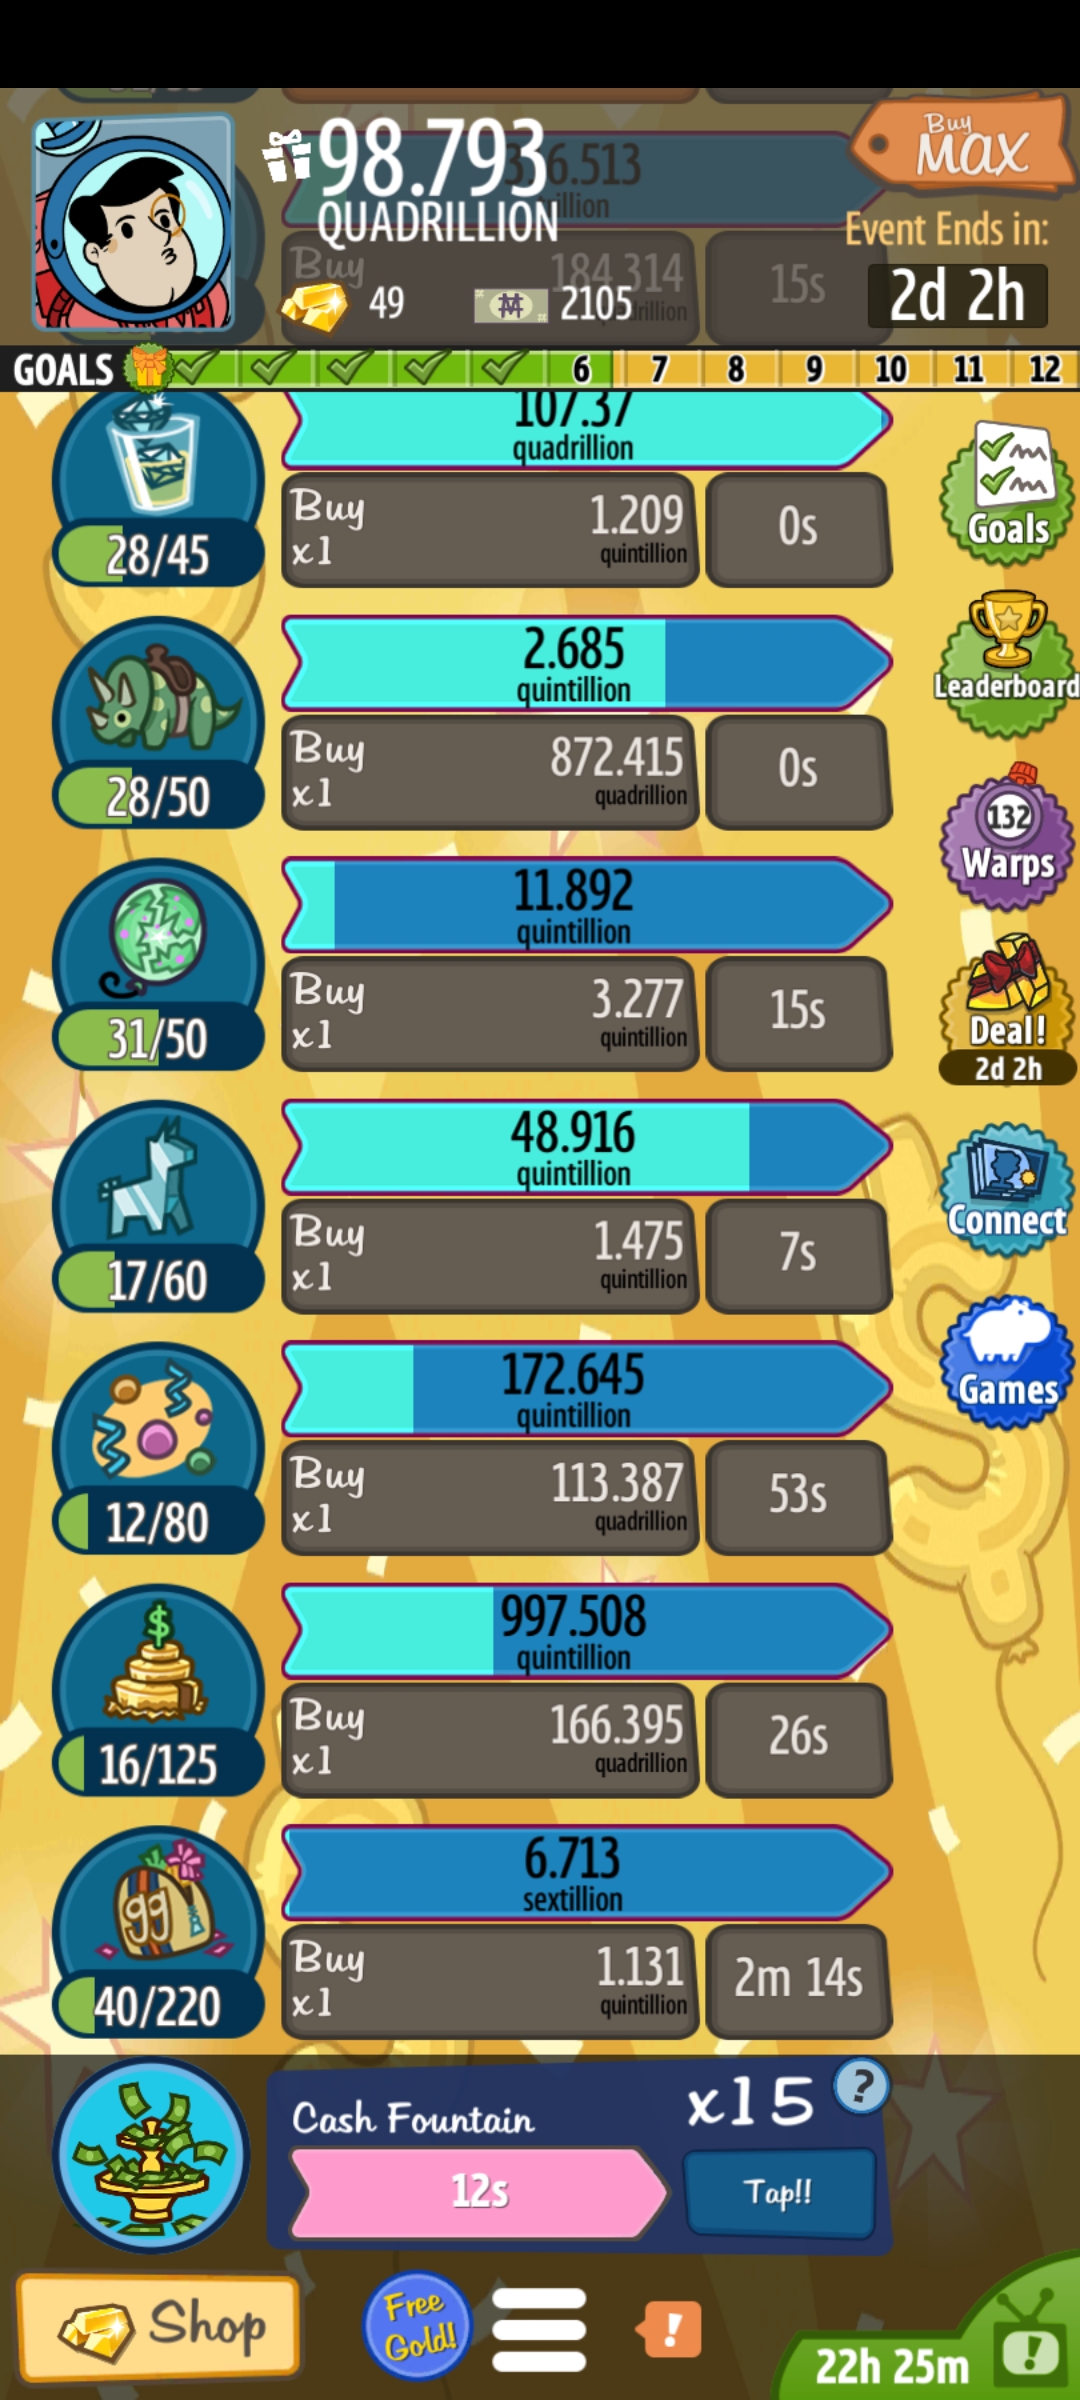 98.793
QUADRILLION
49
2105
Buy
MAX
Event Ends in:
2d 2h
Buy
184.314
15s
GOALS 6 7 8 9 10 11 12
107.37
quadrillion
28/45
Buy
x1
1.209
quintillion
0s
Goals
2.685
quintillion
28/50
Buy
x1
872.415
quadrillion
0s
Leaderboard
11.892
quintillion
31/50
Buy
x1
3.277
quintillion
15s
132
Warps
Deal!
2d 2h
48.916
quintillion
17/60
Buy
x1
1.475
quintillion
7s
Connect
172.645
quintillion
12/80
Buy
x1
113.387
quadrillion
53s
Games
$
997.508
quintillion
16/125
Buy
x1
166.395
quadrillion
26s
gg
6.713
sextillion
40/220
Buy
x1
1.131
quintillion
2m 14s
Cash Fountain
x15
?
12s
Tap!!
Shop
Free
Gold!
!
22h 25m
!